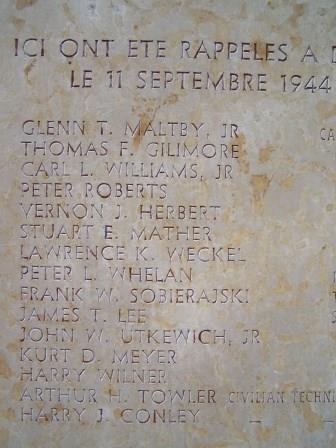 ICI ONT ETE RAPPELES A
LE 11 SEPTEMBRE 1944
GLENN T. MALTBY, JR CA
THOMAS F. GILIMORE
CARL L. WILLIAMS, JR
PETER ROBERTS
VERNON J. HERBERT
STUART E. MATHER
LAWRENCE K. WECKEL
PETER L. WHELAN
FRANK W. SOBIERAJSKI
JAMES T. LEE
JOHN W. UTKEWICH, JR
KURT D. MEYER
HARRY WILNER
ARTHUR H. TOWLER CIVILIAN TECHNI
HARRY J. CONLEY —